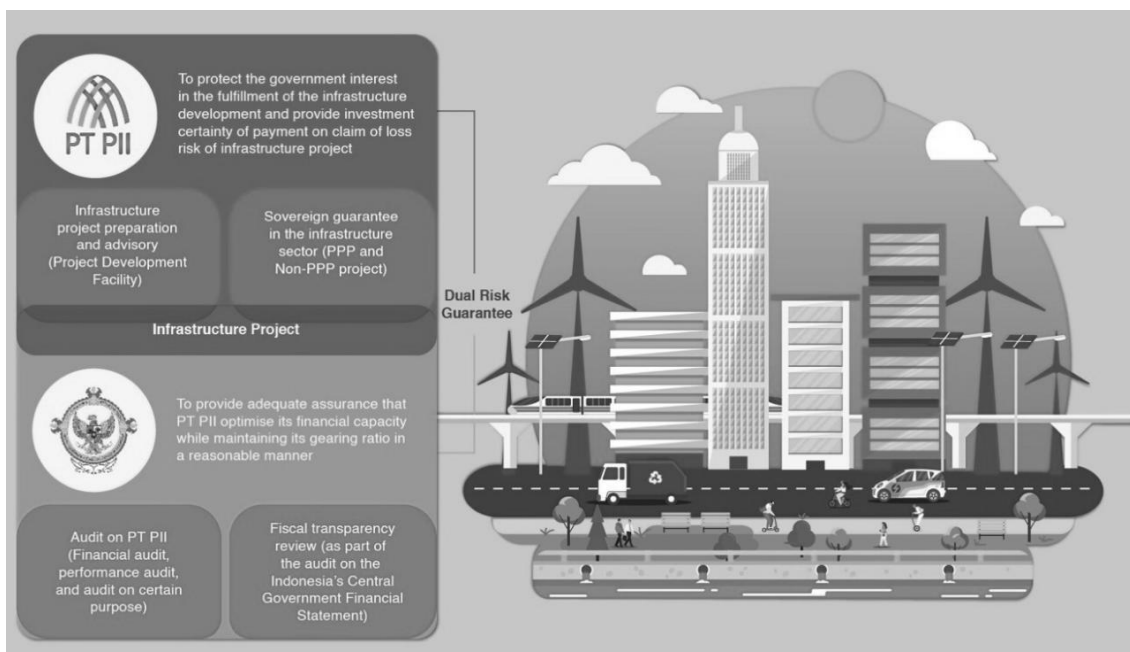 PT PII
To protect the government interest
in the fulfillment of the infrastructure
development and provide investment
certainty of payment on claim of loss
risk of infrastructure project
Infrastructure
project preparation
and advisory
(Project Development
Facility)
Sovereign guarantee
in the infrastructure
sector (PPP and
Non-PPP project)
Infrastructure Project
Dual Risk
Guarantee
To provide adequate assurance that
PT PII optimise its financial capacity
while maintaining its gearing ratio in
a reasonable manner
Audit on PT PII
(Financial audit,
performance audit,
and audit on certain
purpose)
Fiscal transparency
review (as part of
the audit on the
Indonesia's Central
Government Financial
Statement)